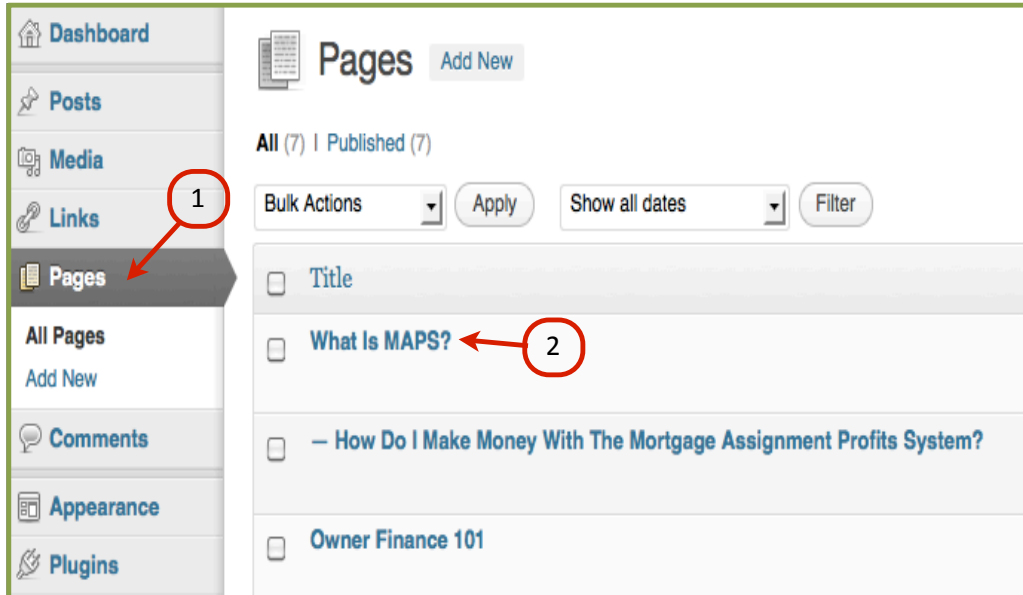 Dashboard
Posts
Media
Links
Pages
All Pages
Add New
Comments
Appearance
Plugins
1
Pages Add New
All (7) | Published (7)
Bulk Actions Apply Show all dates Filter
Title
What Is MAPS?
2
— How Do I Make Money With The Mortgage Assignment Profits System?
Owner Finance 101